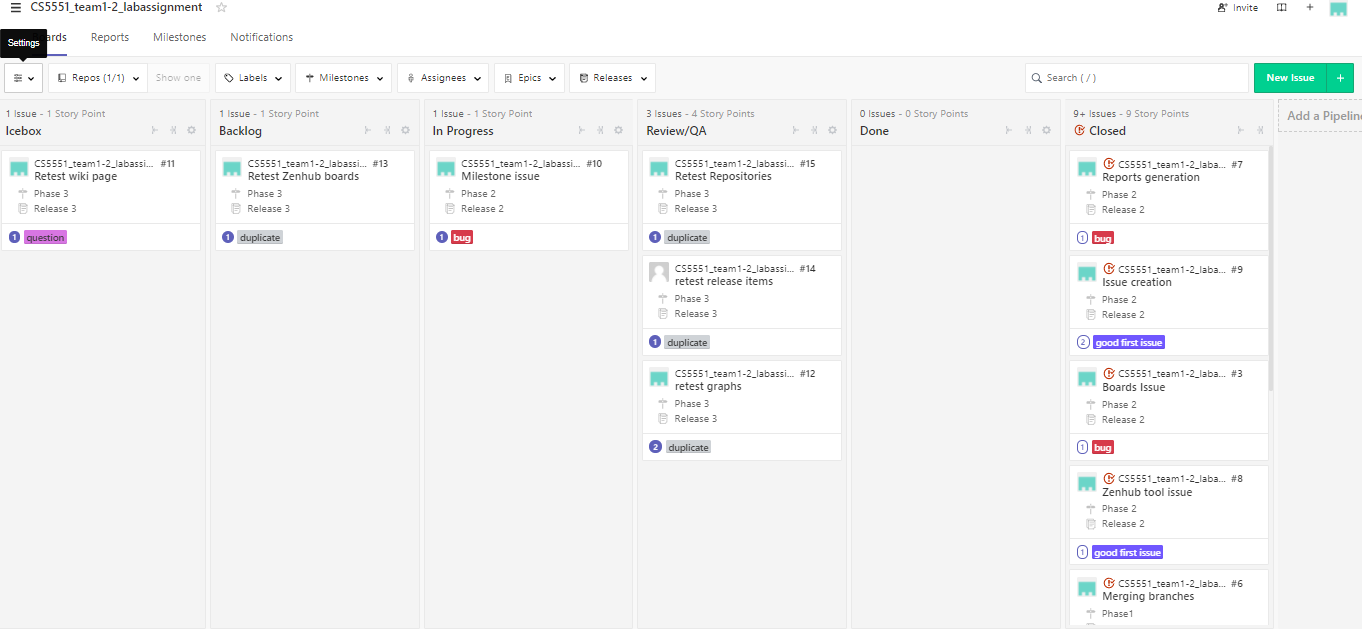 CS5551_team1-2_labassignment
Invite
Settings
ards
Reports
Milestones
Notifications
Repos (1/1)
Show one
Labels
Milestones
Assignees
Epics
Releases
Search ( / )
New Issue
+
1 Issue - 1 Story Point
Icebox
CS5551_team1-2_labassi... #11
Retest wiki page
Phase 3
Release 3
1 question
1 Issue - 1 Story Point
Backlog
CS5551_team1-2_labassi... #13
Retest Zenhub boards
Phase 3
Release 3
1 duplicate
1 Issue - 1 Story Point
In Progress
CS5551_team1-2_labassi... #10
Milestone issue
Phase 2
Release 2
1 bug
3 Issues - 4 Story Points
Review/QA
CS5551_team1-2_labassi... #15
Retest Repositories
Phase 3
Release 3
1 duplicate
CS5551_team1-2_labassi... #14
retest release items
Phase 3
Release 3
1 duplicate
CS5551_team1-2_labassi... #12
retest graphs
Phase 3
Release 3
2 duplicate
0 Issues - 0 Story Points
Done
9+ Issues - 9 Story Points
Closed
CS5551_team1-2_laba... #7
Reports generation
Phase 2
Release 2
1 bug
CS5551_team1-2_laba... #9
Issue creation
Phase 2
Release 2
2 good first issue
CS5551_team1-2_laba... #3
Boards Issue
Phase 2
Release 2
1 bug
CS5551_team1-2_laba... #8
Zenhub tool issue
Phase 2
Release 2
1 good first issue
CS5551_team1-2_laba... #6
Merging branches
Phase1
Add a Pipeline